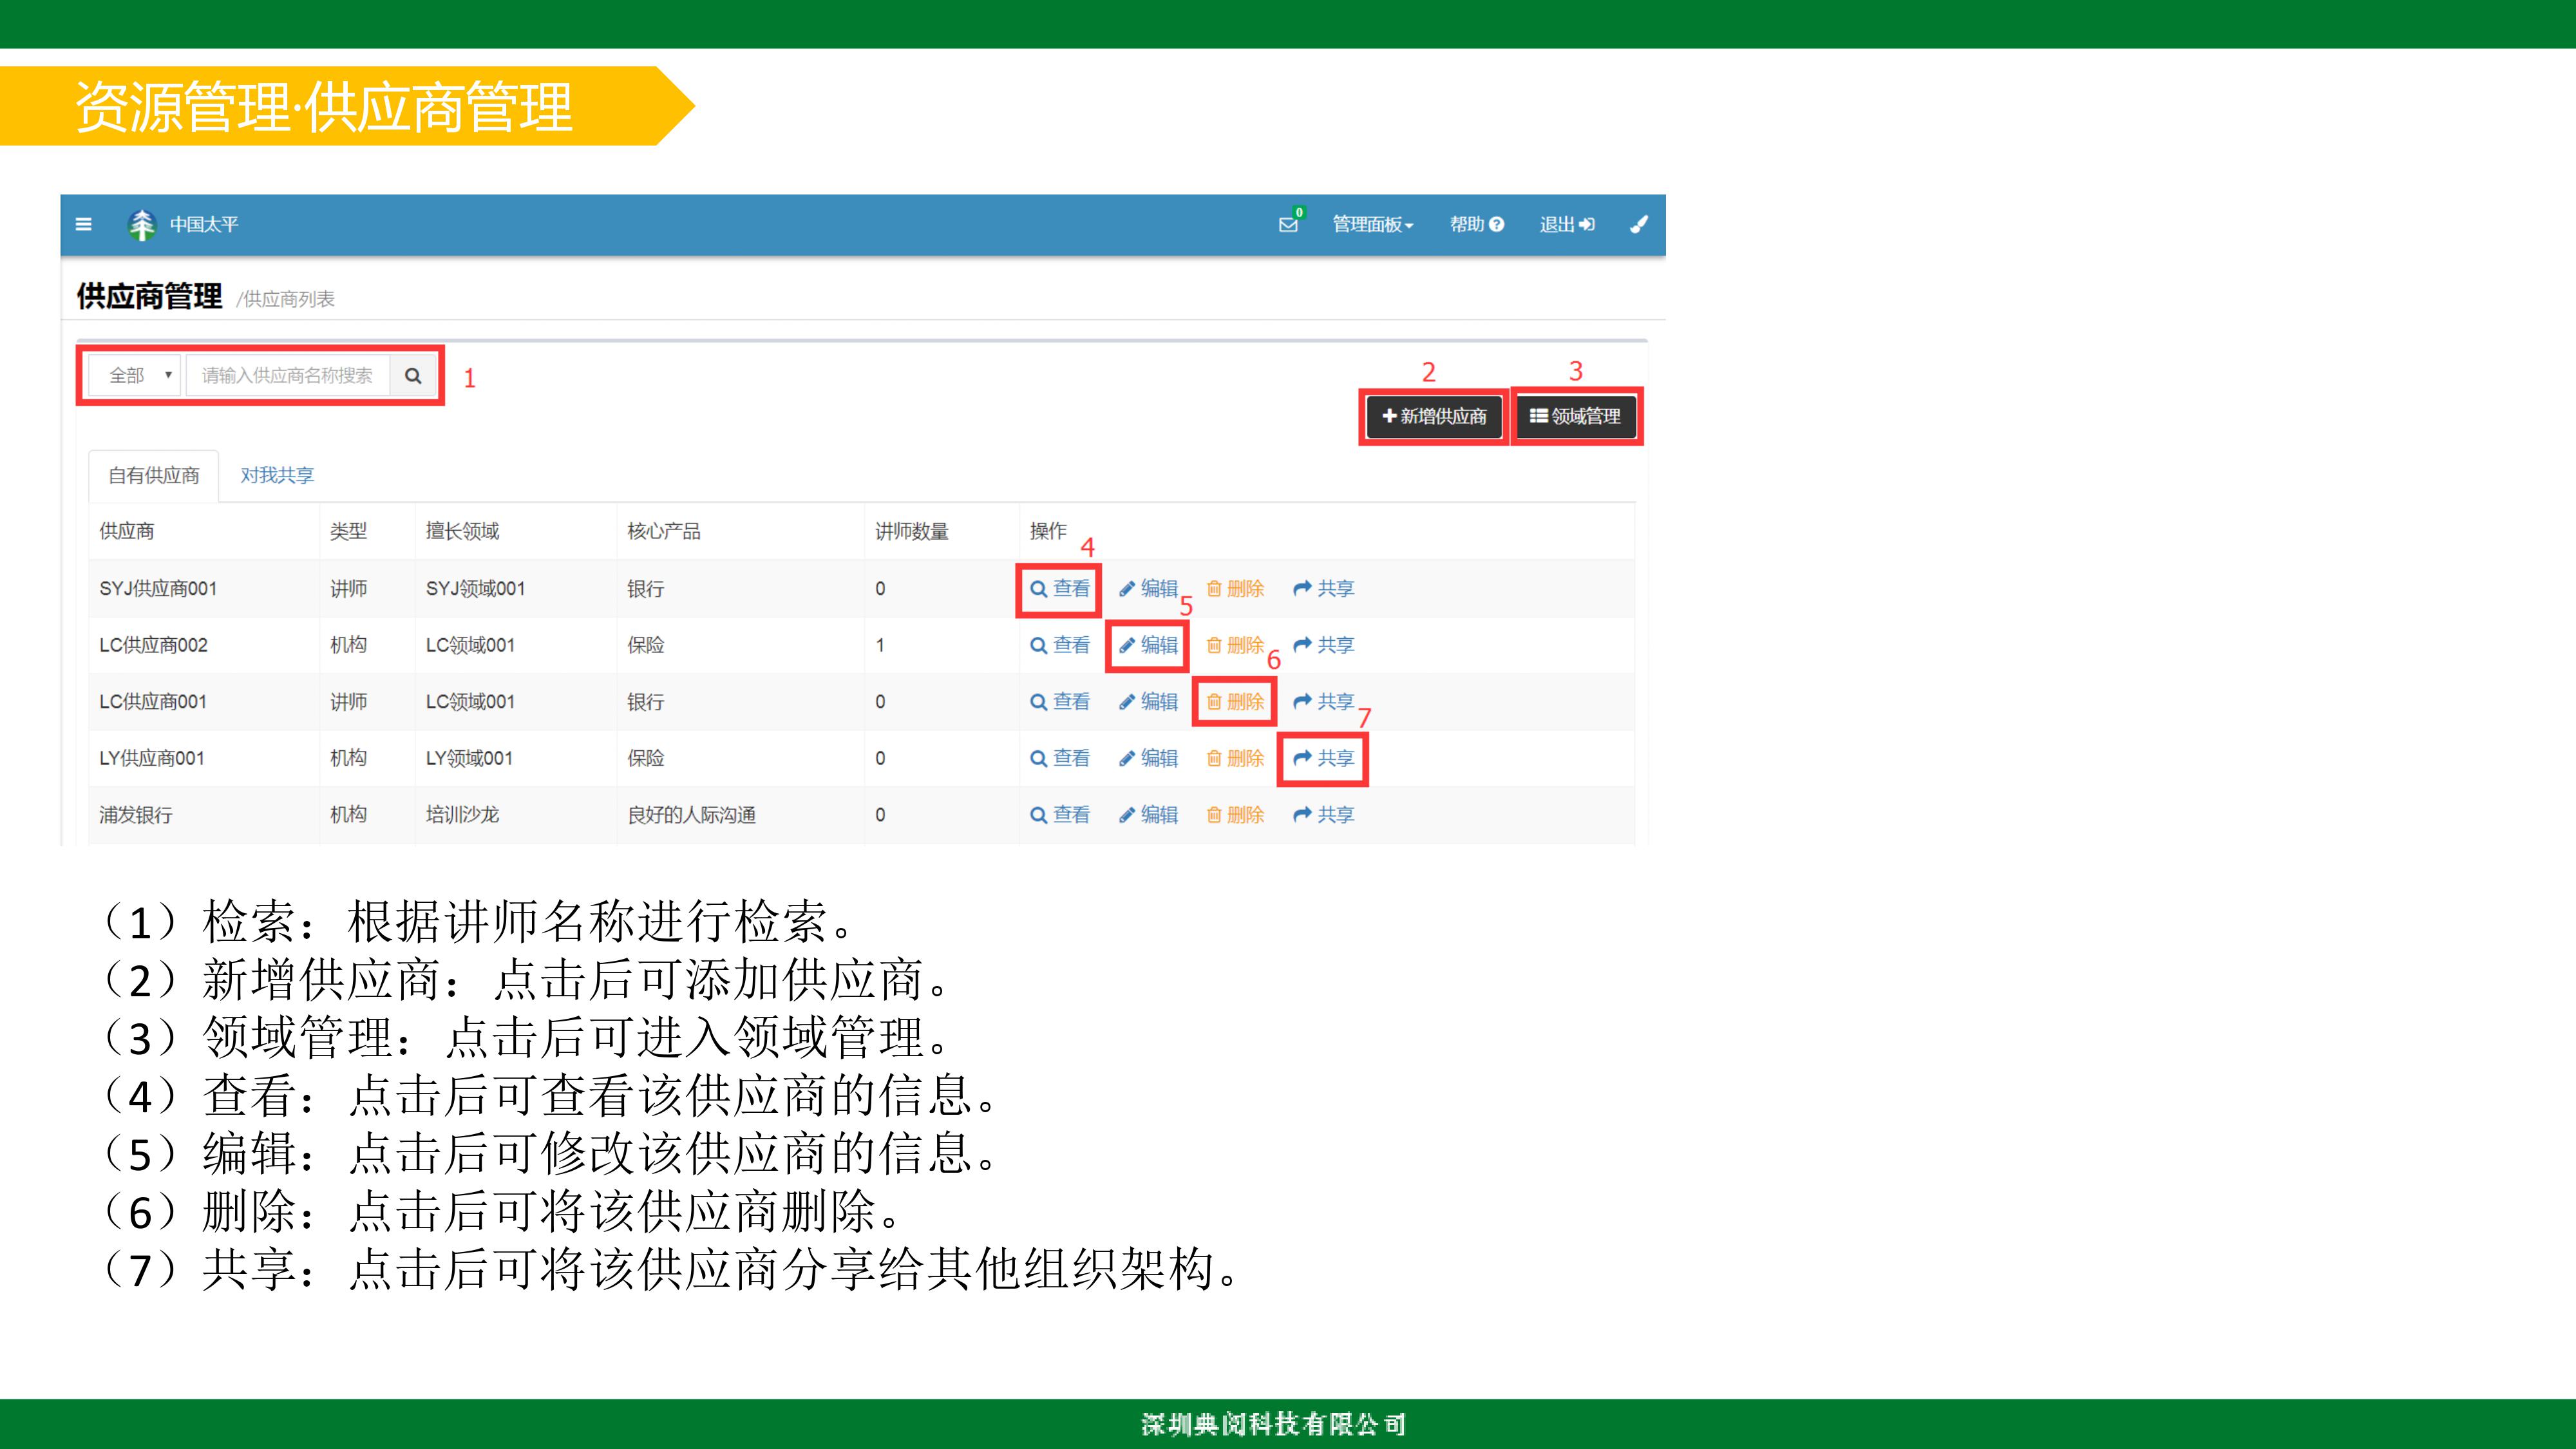 资源管理·供应商管理
中国太平
0
管理面板
帮助
退出
供应商管理 /供应商列表
全部 请输入供应商名称搜索 1
2 3
新增供应商 领域管理
自有供应商 对我共享
供应商 类型 擅长领域 核心产品 讲师数量 操作
4
SYJ供应商001 讲师 SYJ领域001 银行 0 查看 编辑 删除 共享
5
LC供应商002 机构 LC领域001 保险 1 查看 编辑 删除 共享
6
LC供应商001 讲师 LC领域001 银行 0 查看 编辑 删除 共享
7
LY供应商001 机构 LY领域001 保险 0 查看 编辑 删除 共享
浦发银行 机构 培训沙龙 良好的人际沟通 0 查看 编辑 删除 共享
（1）检索：根据讲师名称进行检索。
（2）新增供应商：点击后可添加供应商。
（3）领域管理：点击后可进入领域管理。
（4）查看：点击后可查看该供应商的信息。
（5）编辑：点击后可修改该供应商的信息。
（6）删除：点击后可将该供应商删除。
（7）共享：点击后可将该供应商分享给其他组织架构。
深圳典阅科技有限公司